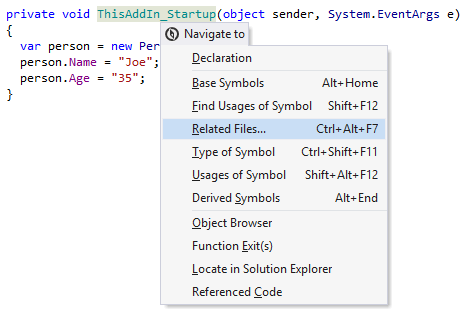 private void ThisAddIn_Startup(object sender, System.EventArgs e)
{
Navigate to
var person = new Per
person.Name = "Joe";
person.Age = "35";
}
Declaration
Base Symbols Alt+Home
Find Usages of Symbol Shift+F12
Related Files... Ctrl+Alt+F7
Type of Symbol Ctrl+Shift+F11
Usages of Symbol Shift+Alt+F12
Derived Symbols Alt+End
Object Browser
Function Exit(s)
Locate in Solution Explorer
Referenced Code